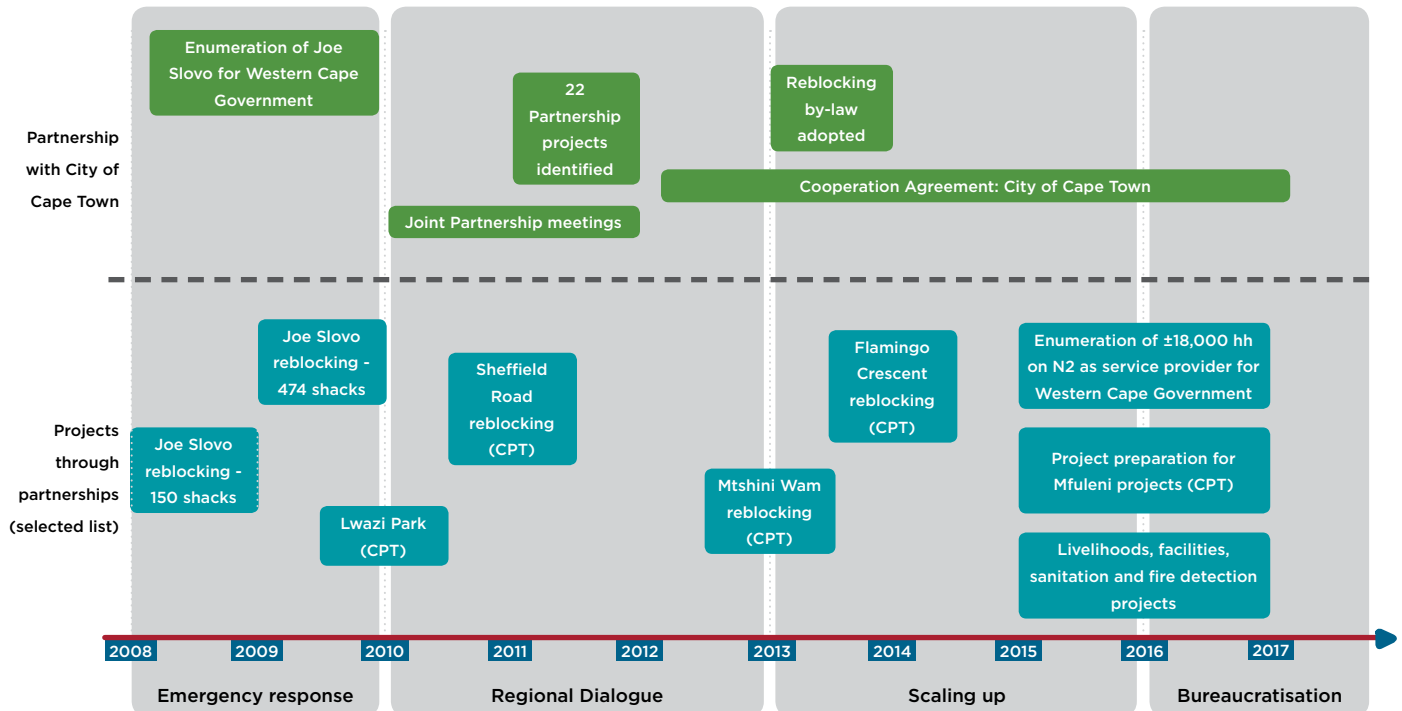 Partnership
with City of
Cape Town
Enumeration of Joe
Slovo for Western Cape
Government
22
Partnership
projects
identified
Reblocking
by-law
adopted
Cooperation Agreement: City of Cape Town
Joint Partnership meetings
Projects
through
partnerships
(selected list)
Joe Slovo
reblocking -
150 shacks
Joe Slovo
reblocking -
474 shacks
Lwazi Park
(CPT)
Sheffield
Road
reblocking
(CPT)
Mtshini Wam
reblocking
(CPT)
Flamingo
Crescent
reblocking
(CPT)
Enumeration of ±18,000 hh
on N2 as service provider for
Western Cape Government
Project preparation for
Mfuleni projects (CPT)
Livelihoods, facilities,
sanitation and fire detection
projects
2008 2009 2010 2011 2012 2013 2014 2015 2016 2017
Emergency response Regional Dialogue Scaling up Bureaucratisation